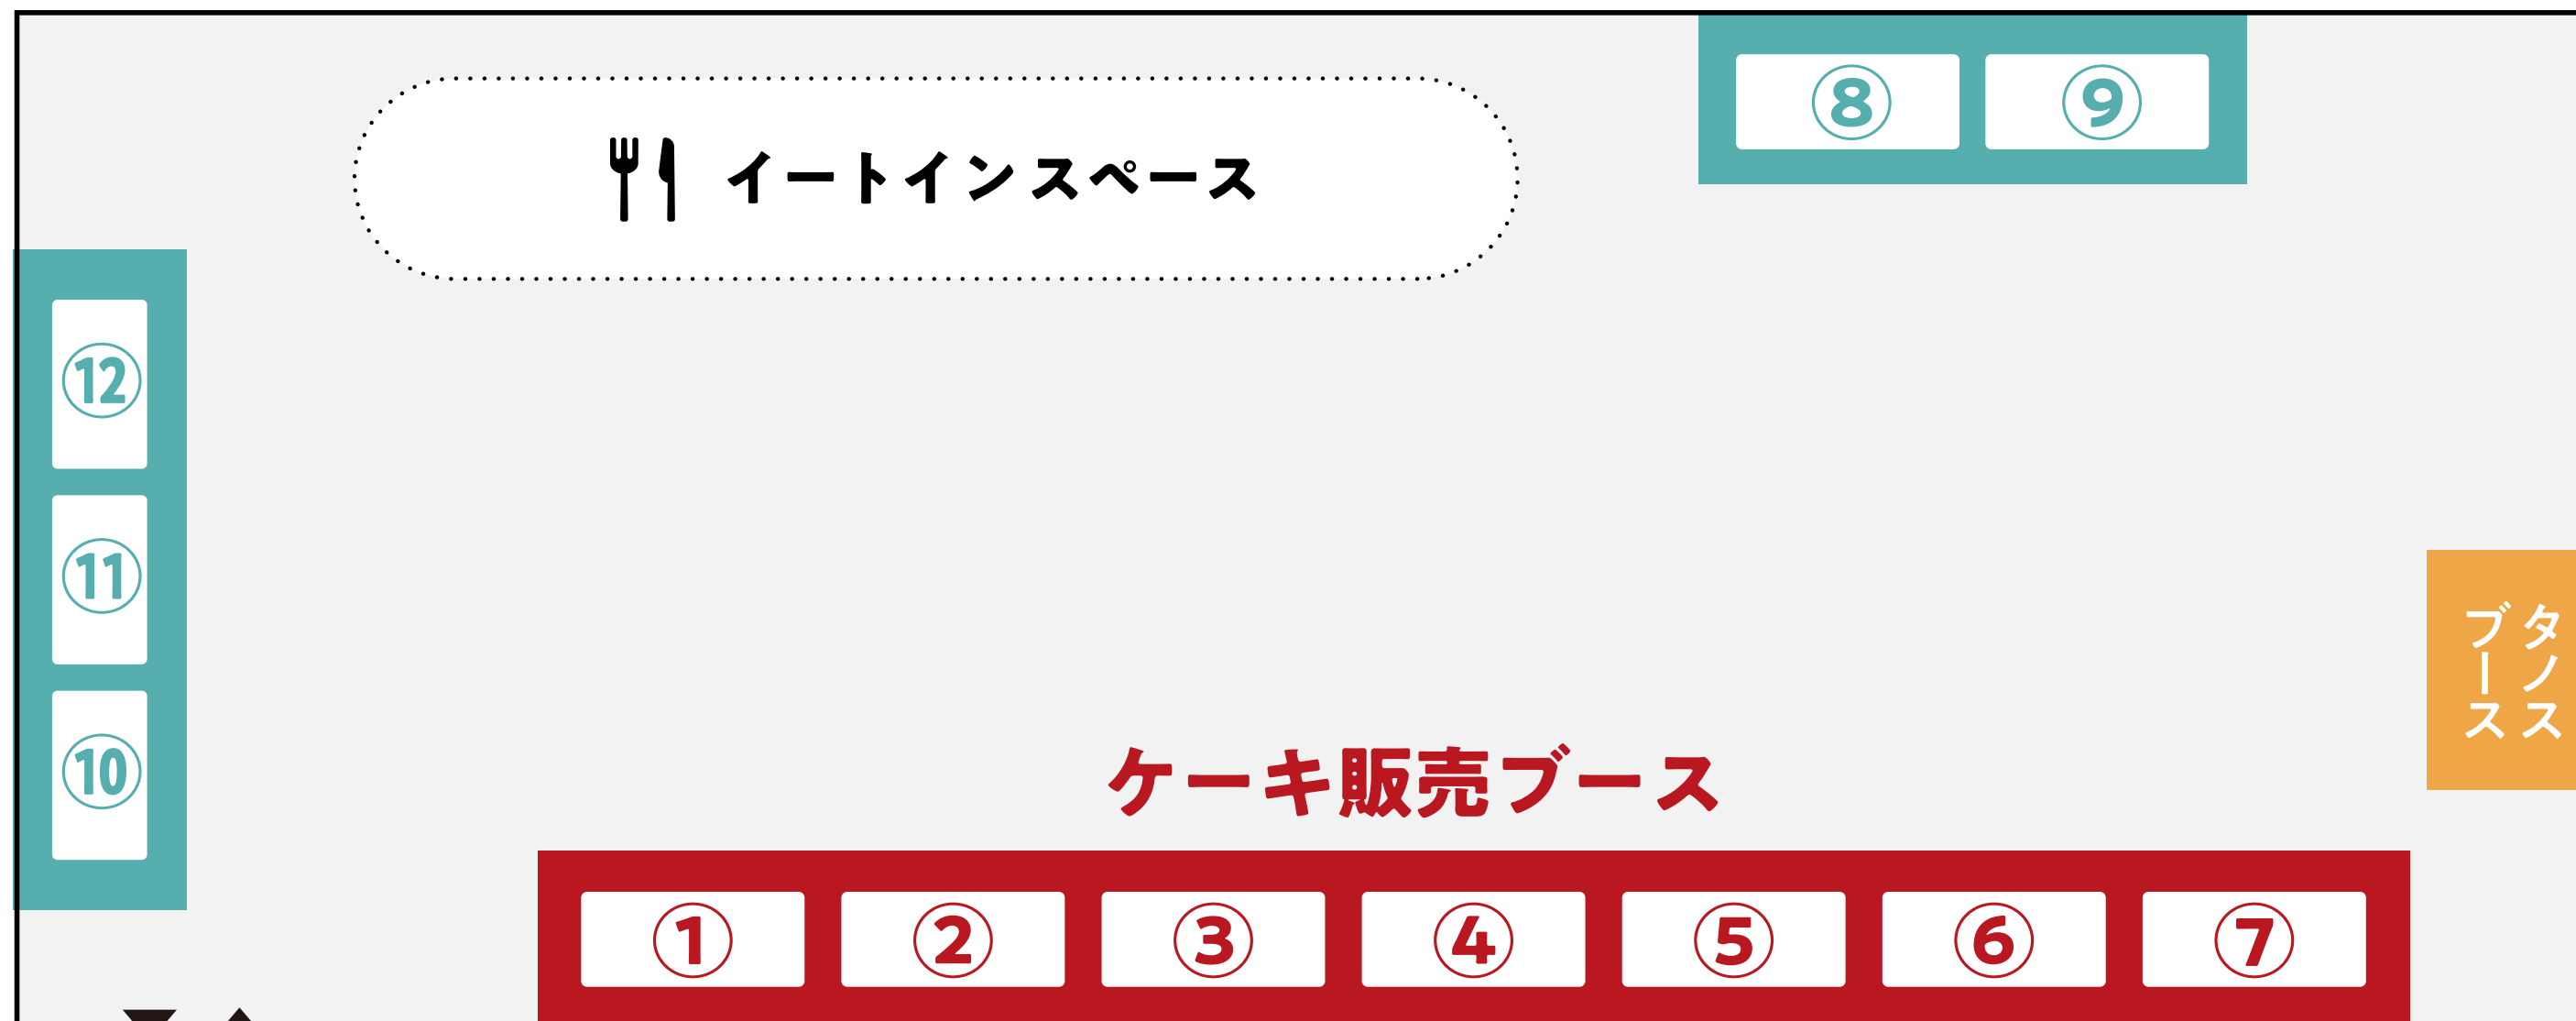 ⑧ ⑨
イートインスペース
⑫
⑪
⑩
タノス
ブース
ケーキ販売ブース
① ② ③ ④ ⑤ ⑥ ⑦